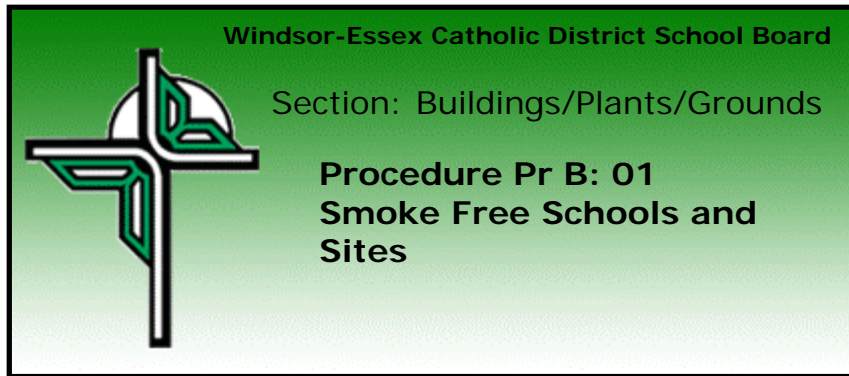 Windsor-Essex Catholic District School Board
Section: Buildings/Plants/Grounds
Procedure Pr B: 01
Smoke Free Schools and
Sites